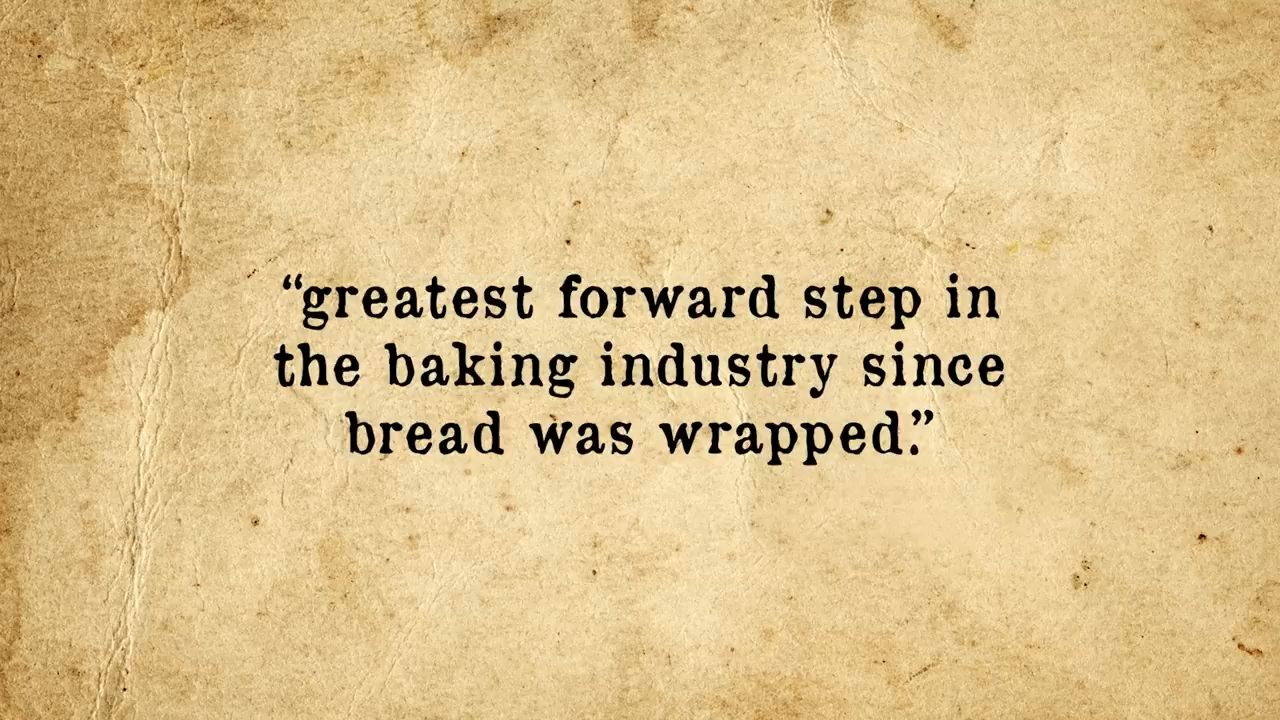 “greatest forward step in
the baking industry since
bread was wrapped.”